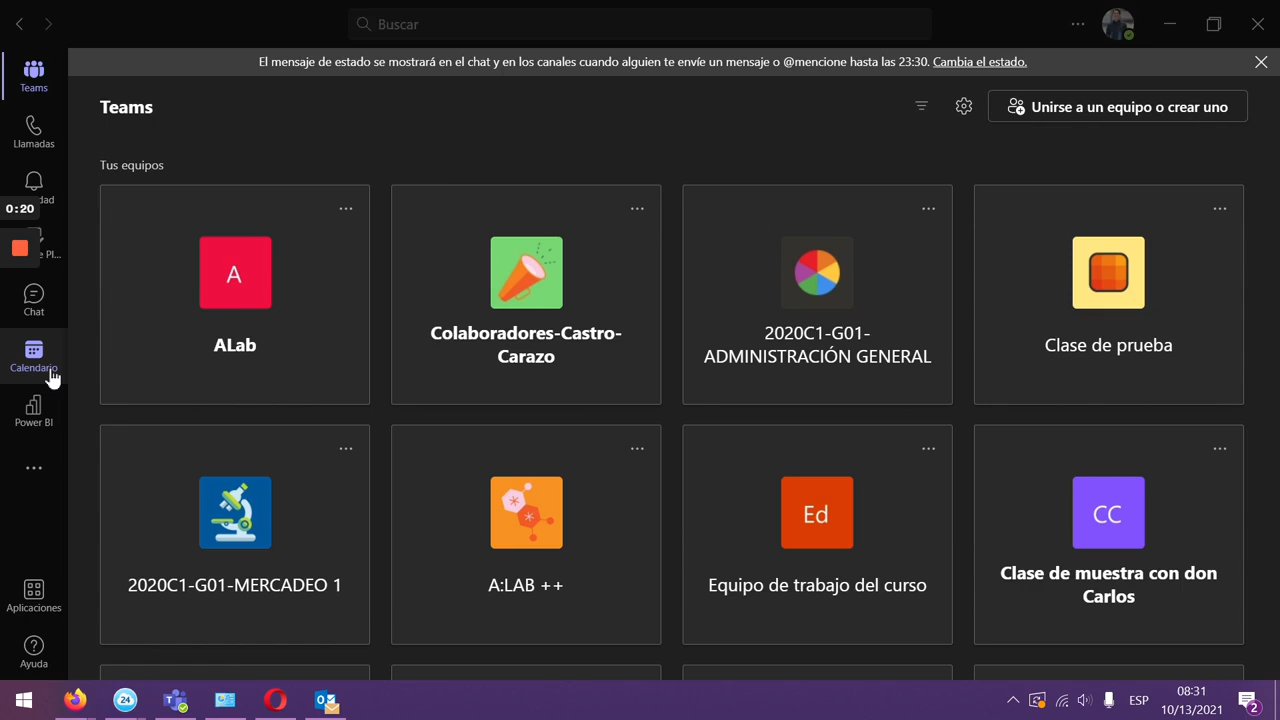 Buscar
El mensaje de estado se mostrará en el chat y en los canales cuando alguien te envíe un mensaje o @mencione hasta las 23:30. Cambia el estado.
Teams
Llamadas
dad
0:20
e Pl...
Chat
Calendario
Power BI
Aplicaciones
Ayuda
Teams
Unirse a un equipo o crear uno
Tus equipos
A
ALab
Colaboradores-Castro-
Carazo
2020C1-G01-
ADMINISTRACIÓN GENERAL
Clase de prueba
2020C1-G01-MERCADEO 1
A:LAB ++
Ed
Equipo de trabajo del curso
CC
Clase de muestra con don
Carlos
24
ESP
08:31
10/13/2021
2